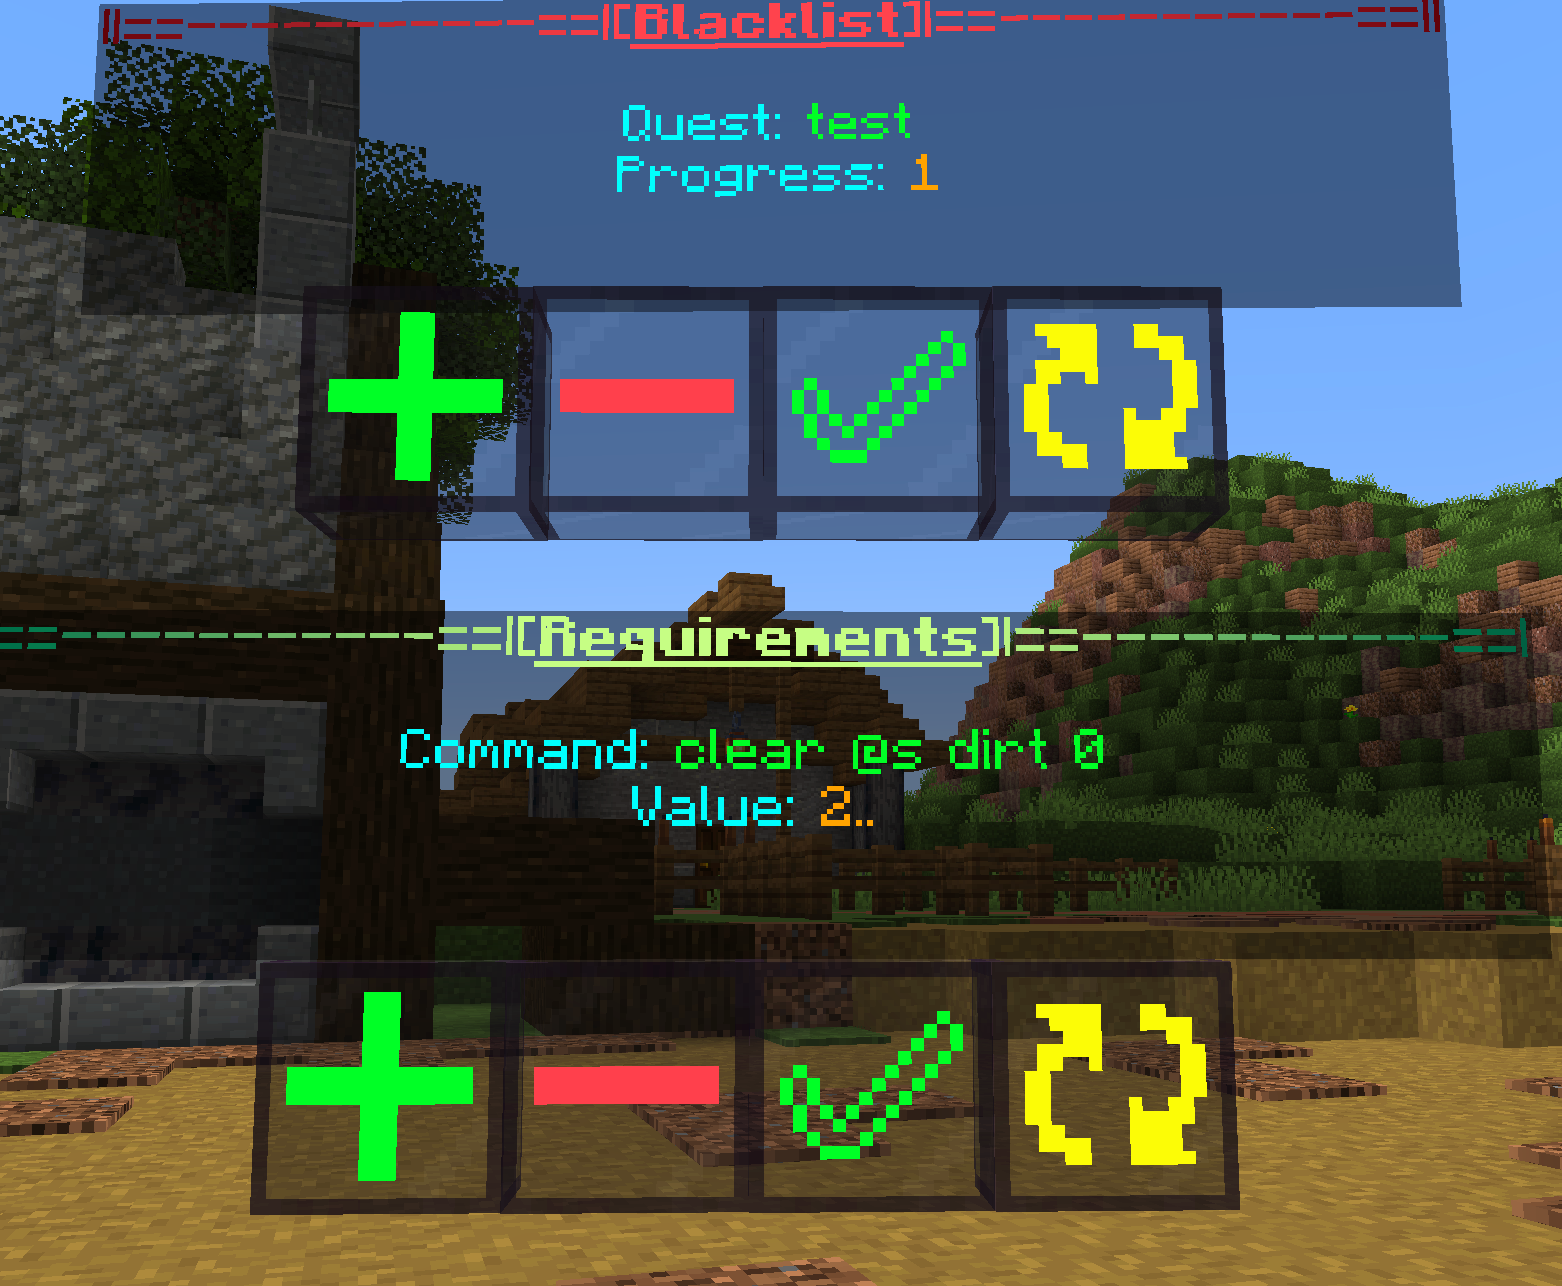 ||==------------==|[Blacklist]|==------------==||
Quest: test
Progress: 1
==------------==|[Requirements]|==------------==|
Command: clear @s dirt 0
Value: 2..